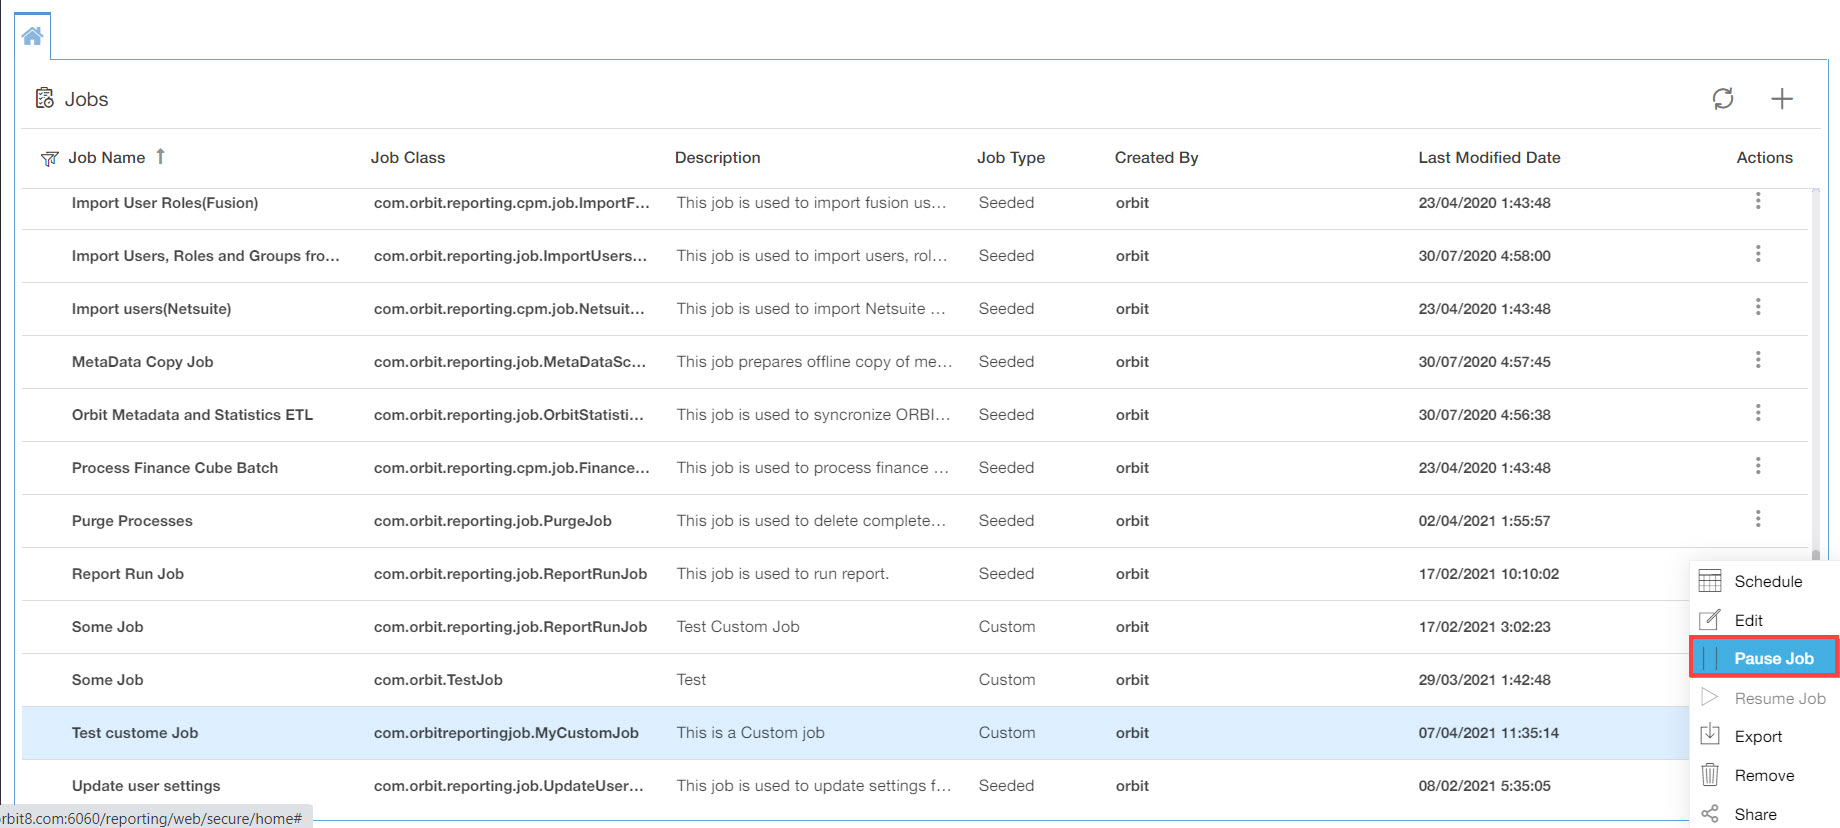 Jobs
Job Name Job Class Description Job Type Created By Last Modified Date Actions
Import User Roles(Fusion) com.orbit.reporting.cpm.job.ImportF... This job is used to import fusion us... Seeded orbit 23/04/2020 1:43:48
Import Users, Roles and Groups fro... com.orbit.reporting.job.ImportUsers... This job is used to import users, rol... Seeded orbit 30/07/2020 4:58:00
Import users(Netsuite) com.orbit.reporting.cpm.job.Netsuit... This job is used to import Netsuite ... Seeded orbit 23/04/2020 1:43:48
MetaData Copy Job com.orbit.reporting.job.MetaDataSc... This job prepares offline copy of me... Seeded orbit 30/07/2020 4:57:45
Orbit Metadata and Statistics ETL com.orbit.reporting.job.OrbitStatisti... This job is used to syncronize ORBI... Seeded orbit 30/07/2020 4:56:38
Process Finance Cube Batch com.orbit.reporting.cpm.job.Finance... This job is used to process finance ... Seeded orbit 23/04/2020 1:43:48
Purge Processes com.orbit.reporting.job.PurgeJob This job is used to delete complete... Seeded orbit 02/04/2021 1:55:57
Report Run Job com.orbit.reporting.job.ReportRunJob This job is used to run report. Seeded orbit 17/02/2021 10:10:02
Schedule
Edit
Some Job com.orbit.reporting.job.ReportRunJob Test Custom Job Custom orbit 17/02/2021 3:02:23
Pause Job
Some Job com.orbit.TestJob Test Custom orbit 29/03/2021 1:42:48
Resume Job
Test custome Job com.orbitreportingjob.MyCustomJob This is a Custom job Custom orbit 07/04/2021 11:35:14
Export
Remove
Update user settings com.orbit.reporting.job.UpdateUser... This job is used to update settings f... Seeded orbit 08/02/2021 5:35:05
Share
rbit8.com:6060/reporting/web/secure/home#